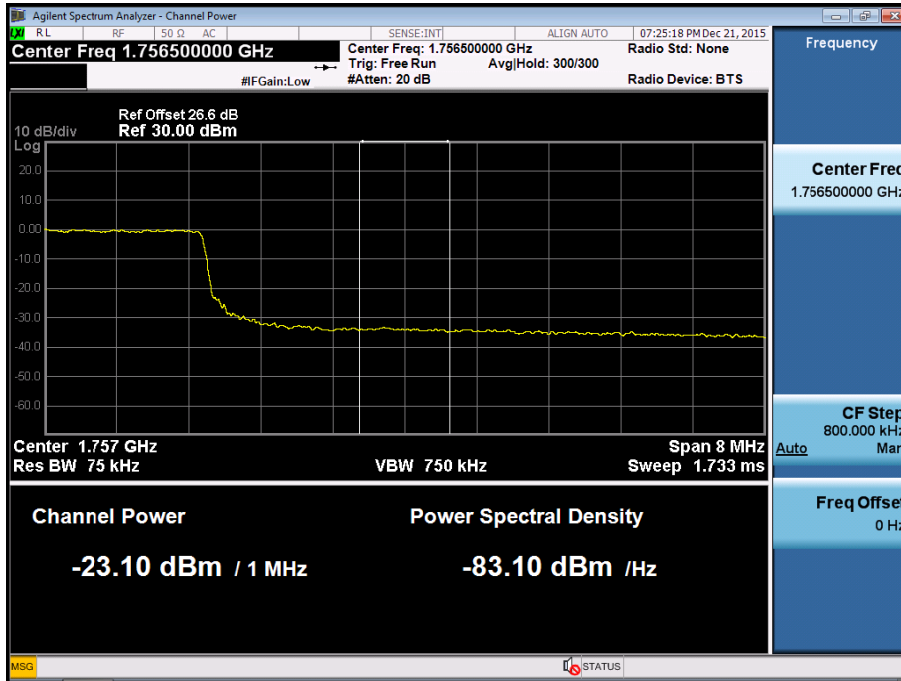 Agilent Spectrum Analyzer - Channel Power
LXI RL RF 50 Ω AC SENSE:INT ALIGN AUTO 07:25:18 PM Dec 21, 2015
Center Freq 1.756500000 GHz
Center Freq: 1.756500000 GHz
Radio Std: None
Trig: Free Run Avg|Hold: 300/300
#IFGain:Low
#Atten: 20 dB
Radio Device: BTS
Frequency
Ref Offset 26.6 dB
10 dB/div Ref 30.00 dBm
Log
20.0
10.0
0.00
-10.0
-20.0
-30.0
-40.0
-50.0
-60.0
Center 1.757 GHz
Span 8 MHz
Res BW 75 kHz
VBW 750 kHz
Sweep 1.733 ms
Channel Power
Power Spectral Density
-23.10 dBm / 1 MHz
-83.10 dBm /Hz
Center Freq
1.756500000 GHz
CF Step
800.000 kHz
Auto Man
Freq Offset
0 Hz
MSG
STATUS